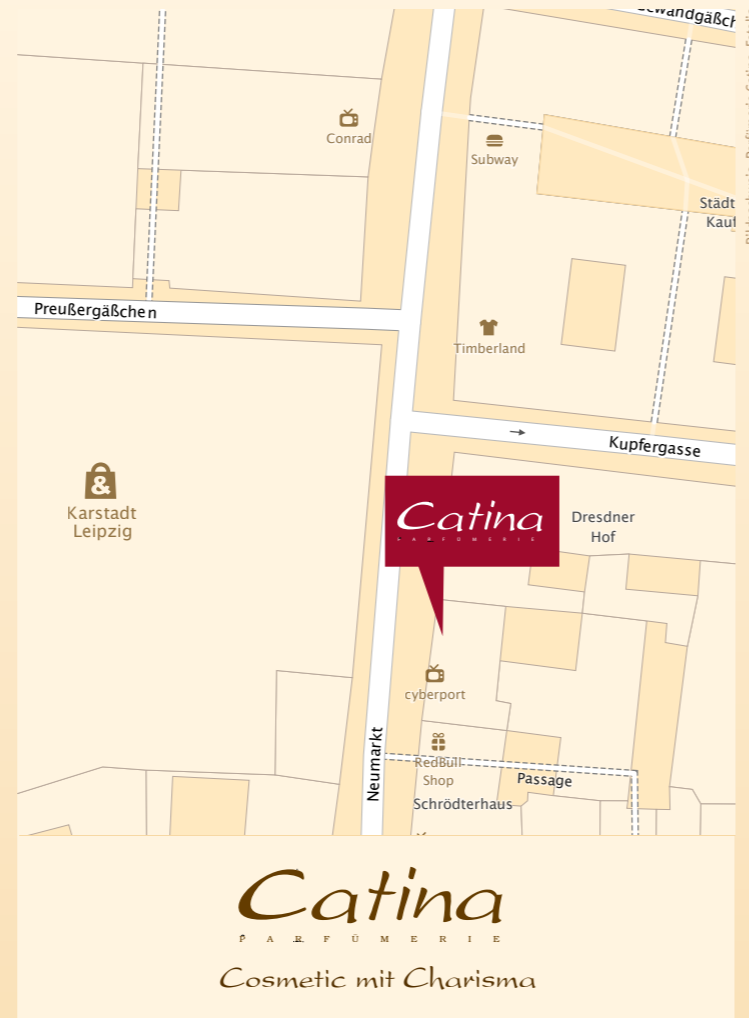 Conrad
Subway
Städt
Kauf
Preußergäßchen
Timberland
Kupfergasse
Karstadt
Leipzig
Catina
PARFÜMERIE
Dresdner
Hof
cyberport
Neumarkt
RedBull
Shop
Passage
Schrödterhaus
Catina
PARFÜMERIE
Cosmetic mit Charisma